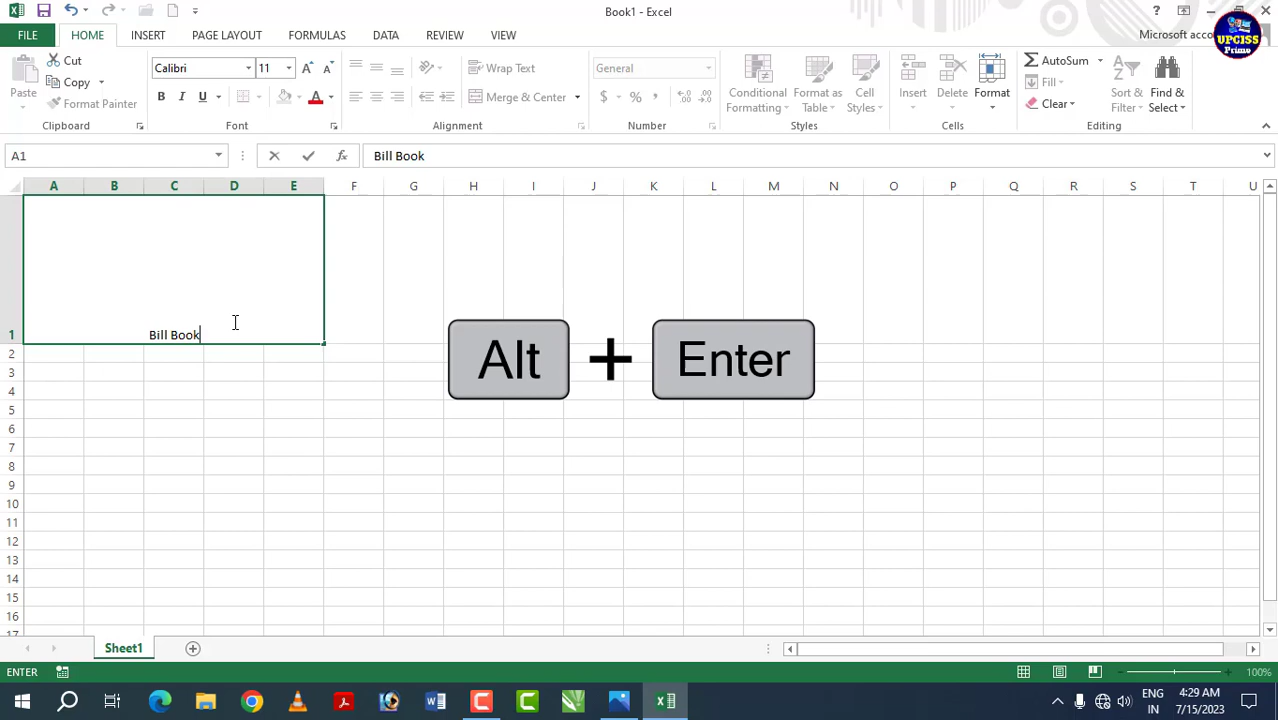 Book1 - Excel
?
FILE HOME INSERT PAGE LAYOUT FORMULAS DATA REVIEW VIEW
Microsoft acco
UPCISS
Primo
Paste
Cut
Copy
Format Painter
Clipboard
Calibri 11 A A
B I U A
Font
Wrap Text
Merge & Center
Alignment
General
$ % ,
Number
Conditional
Formatting
Format as
Table
Cell
Styles
Styles
Insert
Delete
Format
Cells
AutoSum
Fill
Clear
Sort &
Filter
Find &
Select
Editing
A1 fx Bill Book
A B C D E F G H I J K L M N O P Q R S T U
1
Bill Book
Alt + Enter
2
3
4
5
6
7
8
9
10
11
12
13
14
15
16
17
Sheet1
ENTER
100%
ENG
IN
4:29 AM
7/15/2023